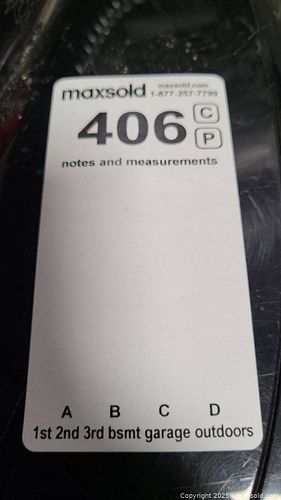 maxsold maxsold.com
1-877-257-7799
406 C
P
notes and measurements
A B C D
1st 2nd 3rd bsmt garage outdoors
Copyright 2025 maxsold.com